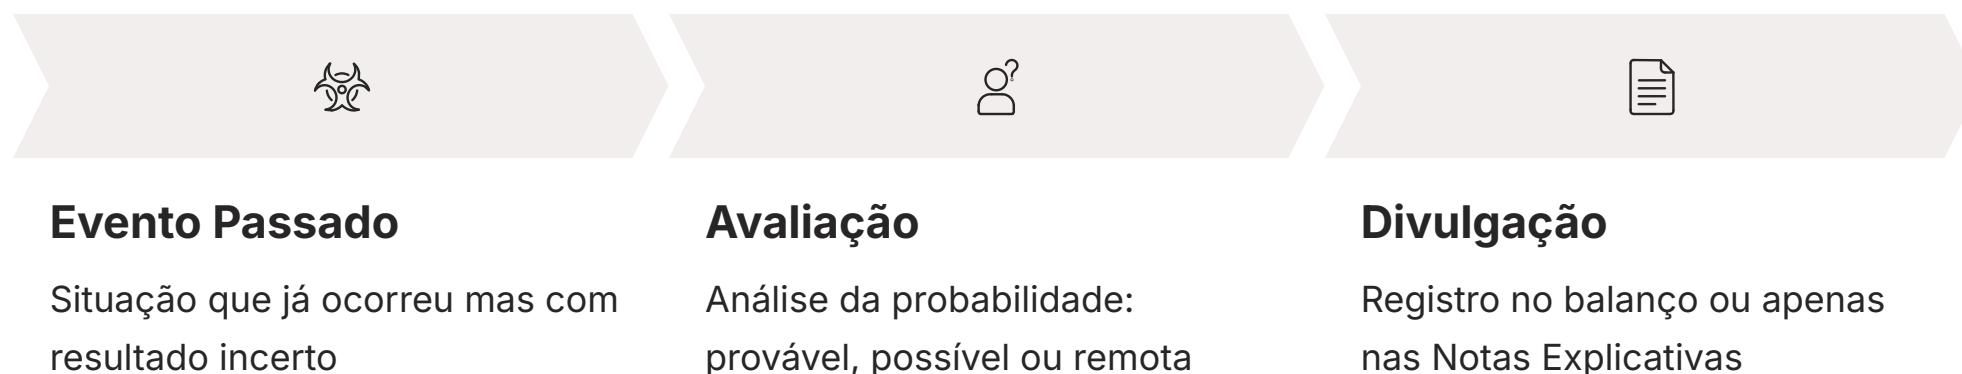 Evento Passado
Situação que já ocorreu mas com
resultado incerto
Avaliação
Análise da probabilidade:
provável, possível ou remota
Divulgação
Registro no balanço ou apenas
nas Notas Explicativas